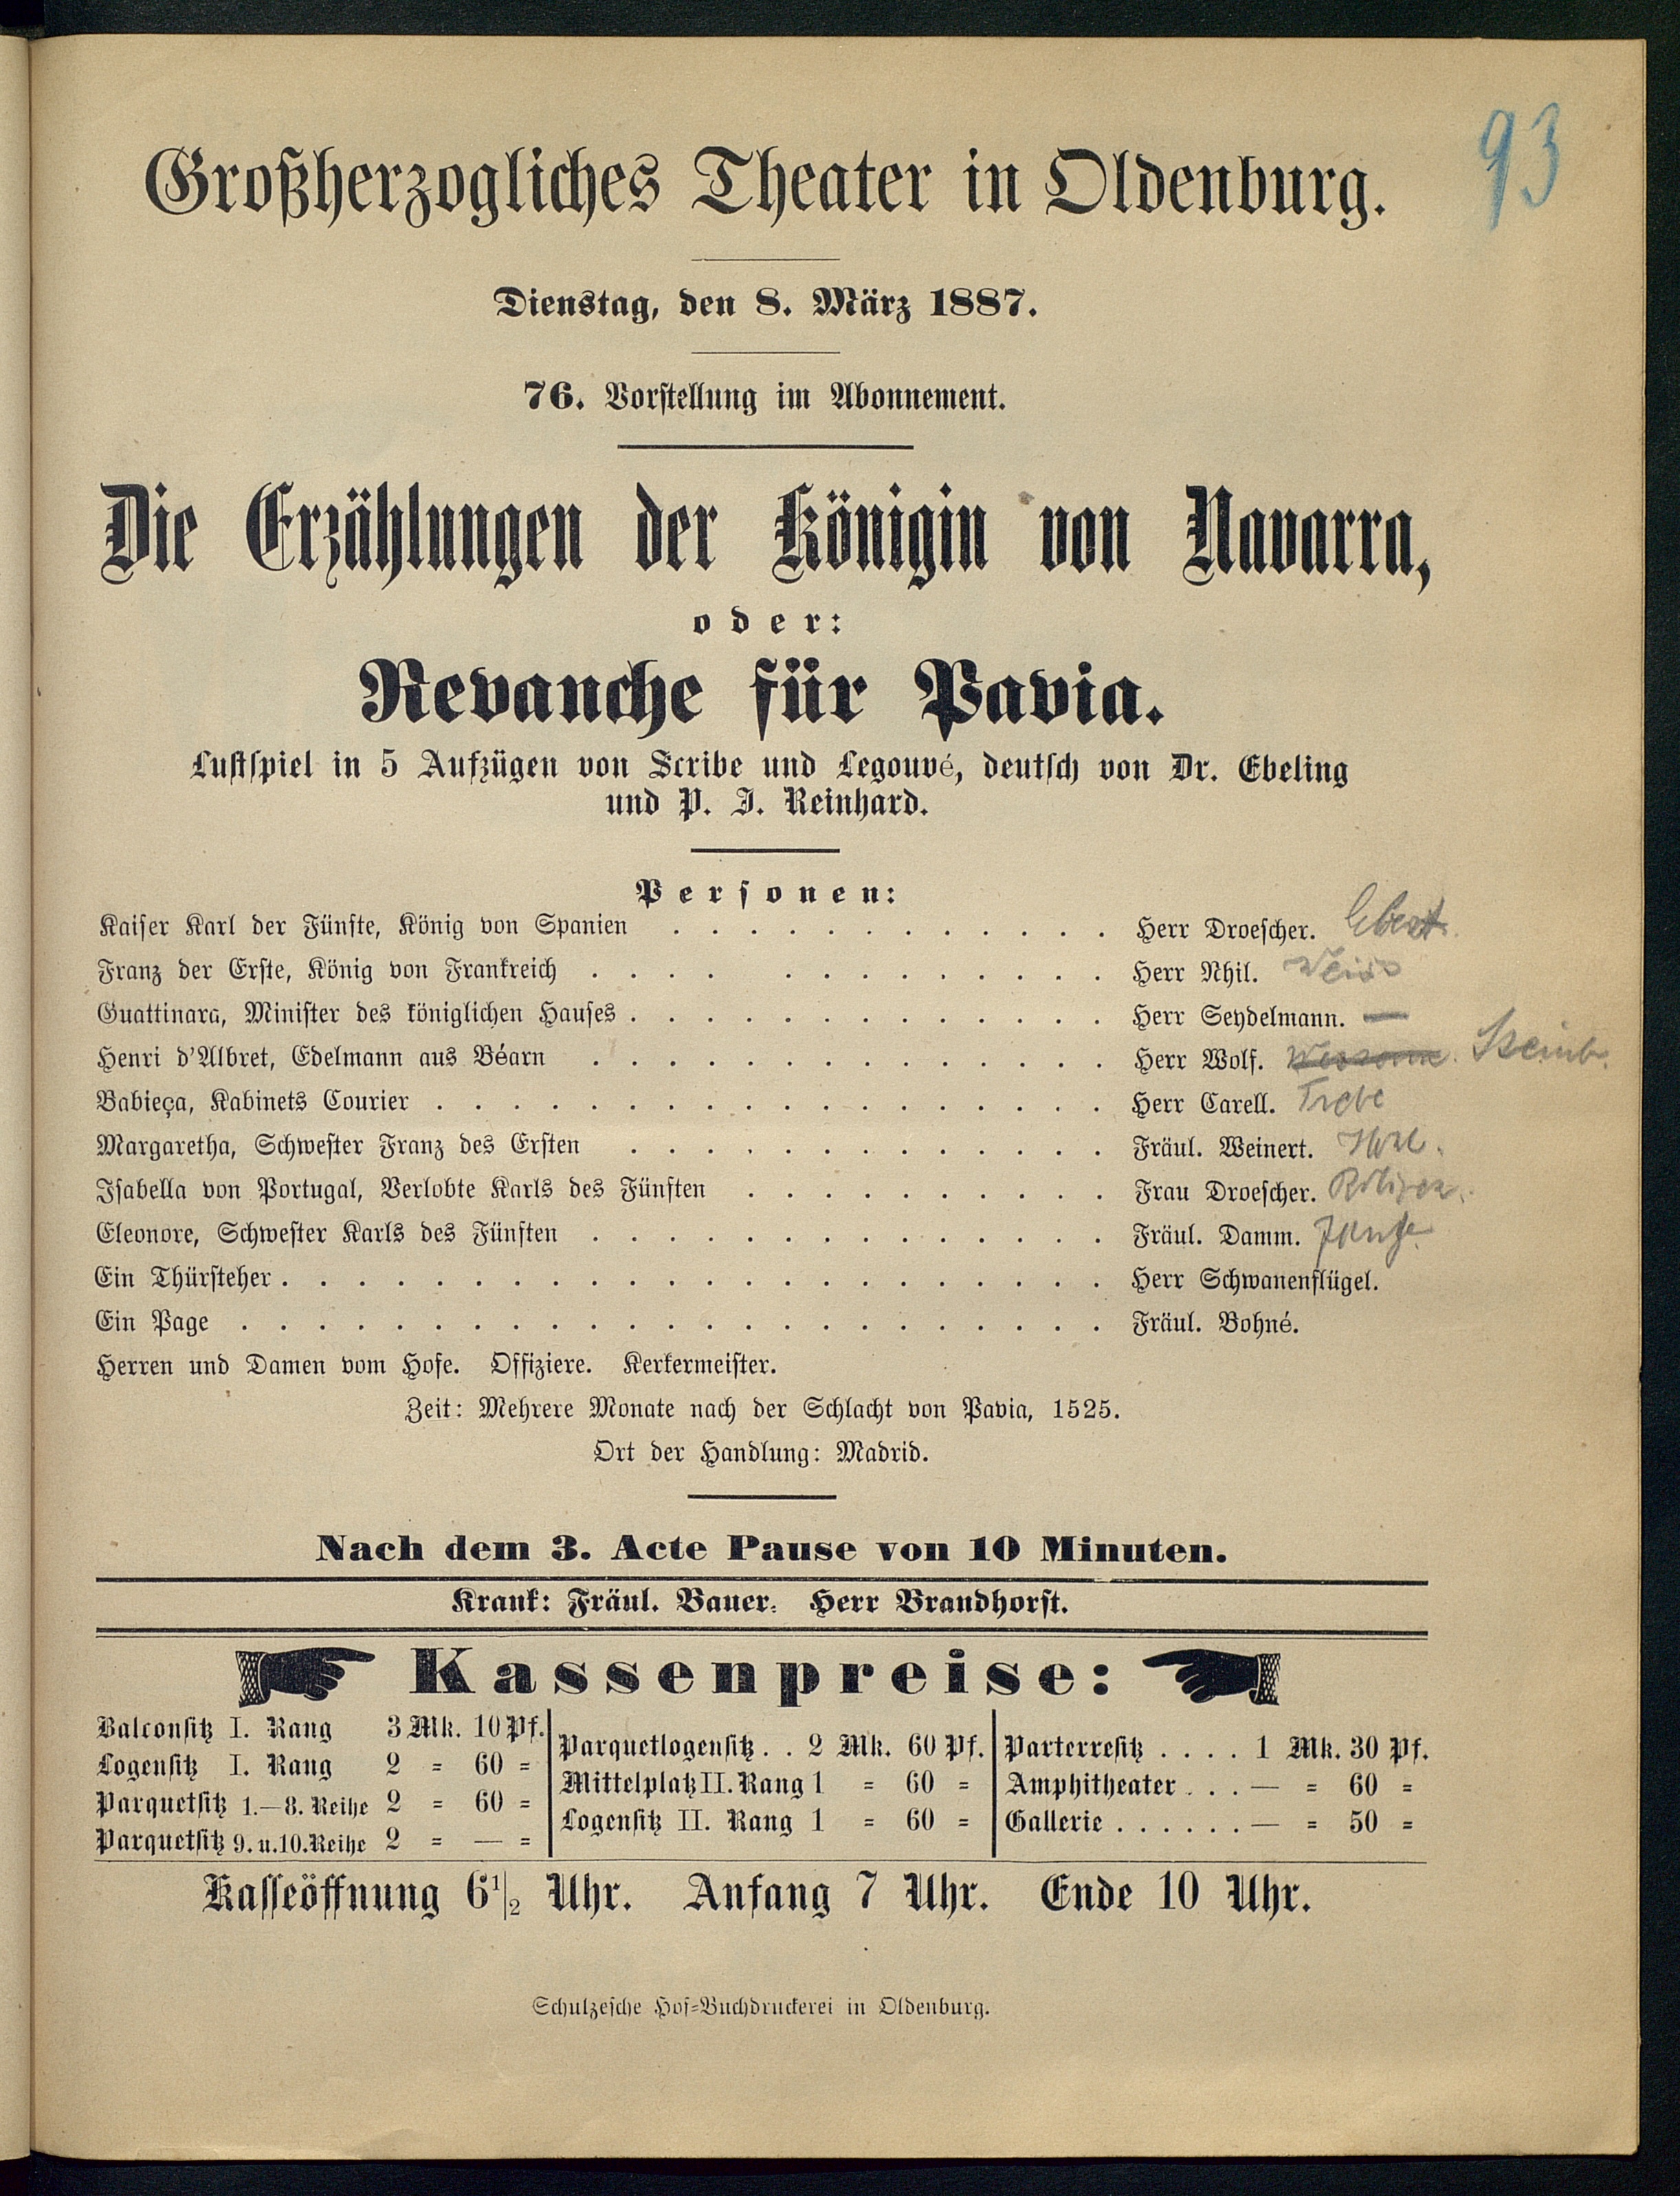 93
Großherzogliches Theater in Oldenburg.
Dienstag, den 8. März 1887.
76. Vorstellung im Abonnement.
Die Erzählungen der Königin von Navarra,
oder:
Revanche für Pavia.
Lustspiel in 5 Aufzügen von Scribe und Legouvé, deutsch von Dr. Ebeling
und P. J. Reinhard.
Personen:
Kaiser Karl der Fünfte, König von Spanien . . . . . . . . . . . . Herr Droescher. Ebert
Franz der Erste, König von Frankreich . . . . . . . . . . . . . Herr Nhil. Weiss
Guattinara, Minister des königlichen Hauses . . . . . . . . . . . . . Herr Seydelmann. —
Henri d'Albret, Edelmann aus Béarn . . . . . . . . . . . . . . Herr Wolf.
Babieça, Kabinets Courier . . . . . . . . . . . . . . . . . . Herr Carell.
Margaretha, Schwester Franz des Ersten . . . . . . . . . . . . . Fräul. Weinert.
Isabella von Portugal, Verlobte Karls des Fünften . . . . . . . . . . Frau Droescher.
Eleonore, Schwester Karls des Fünften . . . . . . . . . . . . . . Fräul. Damm.
Ein Thürsteher . . . . . . . . . . . . . . . . . . . . . . Herr Schwanenflügel.
Ein Page . . . . . . . . . . . . . . . . . . . . . . . Fräul. Bohné.
Herren und Damen vom Hofe. Offiziere. Kerkermeister.
Zeit: Mehrere Monate nach der Schlacht von Pavia, 1525.
Ort der Handlung: Madrid.
Nach dem 3. Acte Pause von 10 Minuten.
Krank: Fräul. Bauer. Herr Brandhorst.
Kassenpreise:
Balconsitz I. Rang 3 Mk. 10 Pf.
Logensitz I. Rang 2 = 60 =
Parquetsitz 1.—8. Reihe 2 = 60 =
Parquetsitz 9. u. 10. Reihe 2 = — =
Parquetlogensitz . . 2 Mk. 60 Pf.
Mittelplatz II. Rang 1 = 60 =
Logensitz II. Rang 1 = 60 =
Parterresitz . . . . 1 Mk. 30 Pf.
Amphitheater . . . — = 60 =
Gallerie . . . . . . — = 50 =
Kasseöffnung 6 1/2 Uhr. Anfang 7 Uhr. Ende 10 Uhr.
Schulzesche Hof=Buchdruckerei in Oldenburg.